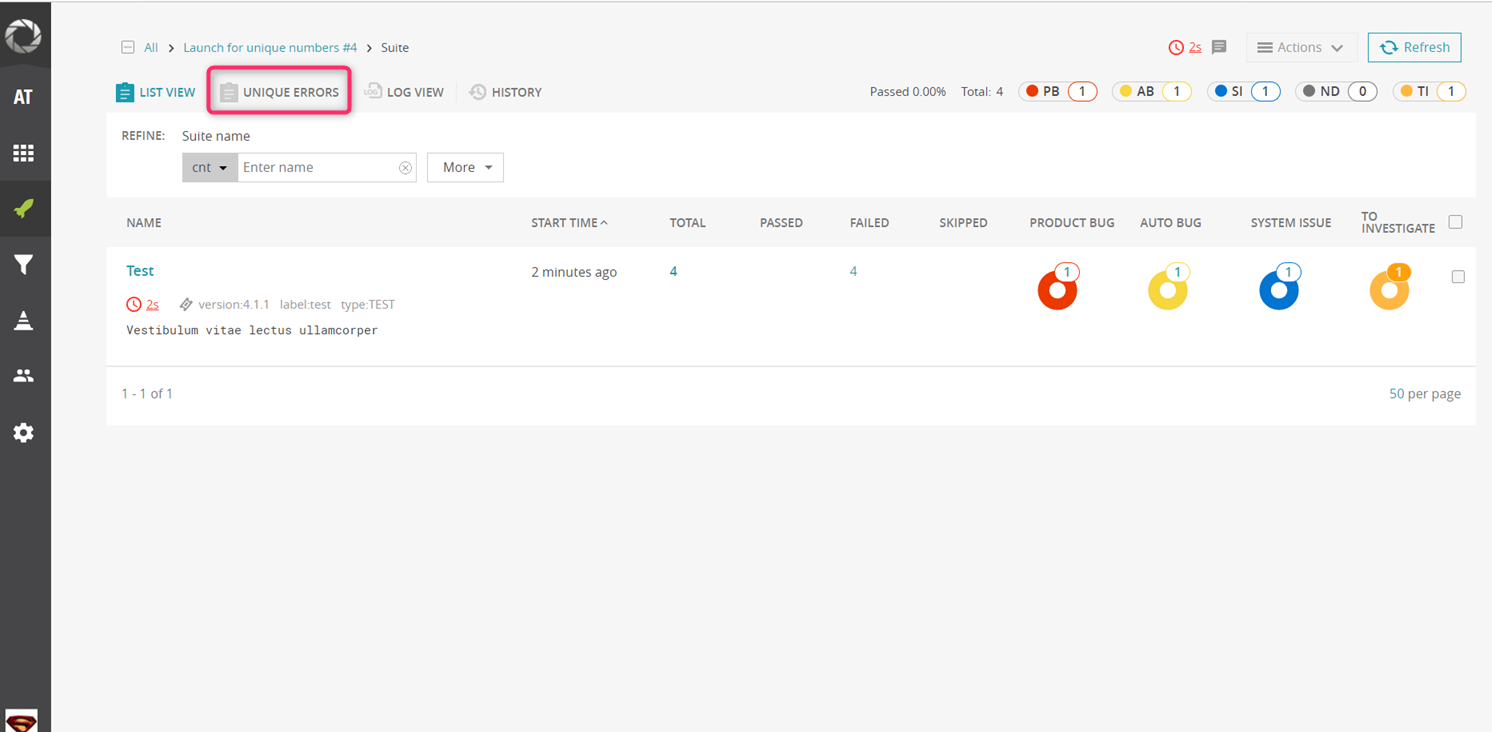 All > Launch for unique numbers #4 > Suite
2s
Actions
Refresh
AT
LIST VIEW
UNIQUE ERRORS
LOG VIEW
HISTORY
Passed 0.00% Total: 4
PB 1
AB 1
SI 1
ND 0
TI 1
REFINE: Suite name
cnt Enter name
More
NAME START TIME TOTAL PASSED FAILED SKIPPED PRODUCT BUG AUTO BUG SYSTEM ISSUE TO
INVESTIGATE
Test 2 minutes ago 4 4 1 1 1 1
2s version:4.1.1 label:test type:TEST
Vestibulum vitae lectus ullamcorper
1 - 1 of 1
50 per page